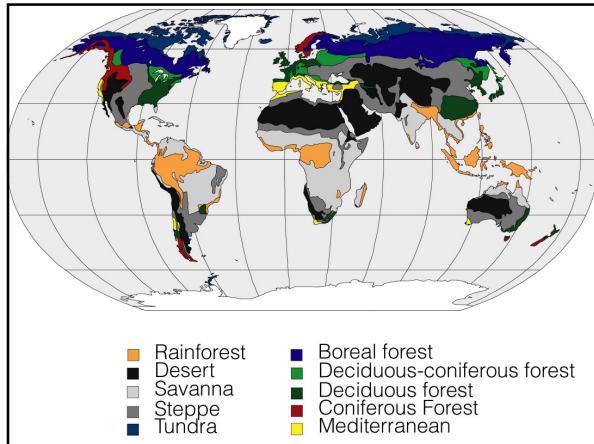 Rainforest
Desert
Savanna
Steppe
Tundra
Boreal forest
Deciduous-coniferous forest
Deciduous forest
Coniferous Forest
Mediterranean